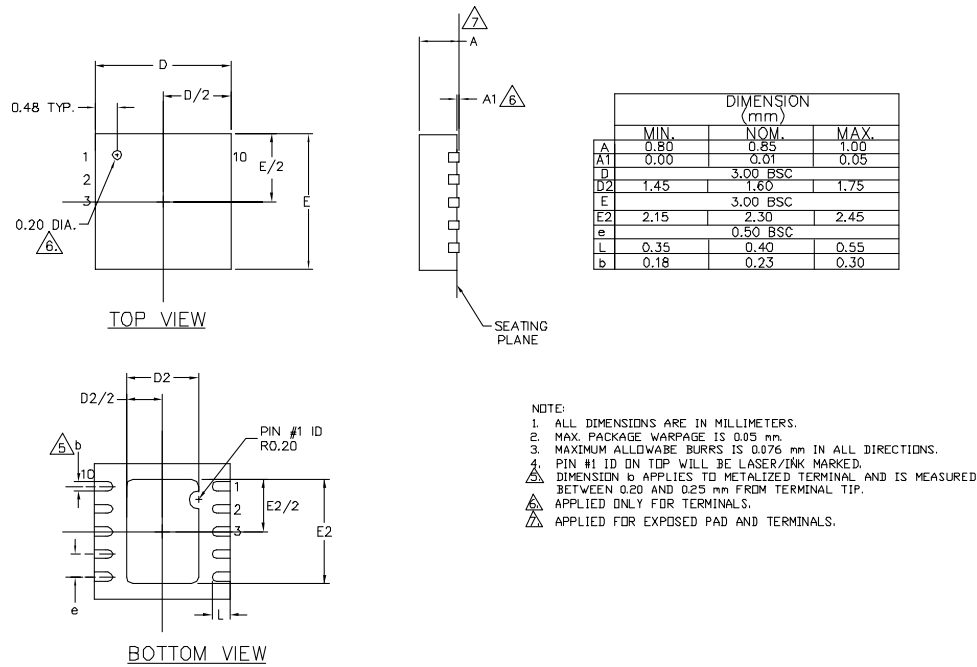 7
A
D
D/2
0.48 TYP.
A1 6
1
10
2
3
E/2
E
0.20 DIA.
6.
TOP VIEW
SEATING
PLANE
DIMENSION
(mm)
MIN. NOM. MAX.
A 0.80 0.85 1.00
A1 0.00 0.01 0.05
D 3.00 BSC
D2 1.45 1.60 1.75
E 3.00 BSC
E2 2.15 2.30 2.45
e 0.50 BSC
L 0.35 0.40 0.55
b 0.18 0.23 0.30
D2
D2/2
5 b
PIN #1 ID
R0.20
10
1
2
3
E2/2
E2
e
L
BOTTOM VIEW
NOTE:
1. ALL DIMENSIONS ARE IN MILLIMETERS.
2. MAX. PACKAGE WARPAGE IS 0.05 mm.
3. MAXIMUM ALLOWABE BURRS IS 0.076 mm IN ALL DIRECTIONS.
4. PIN #1 ID ON TOP WILL BE LASER/INK MARKED.
5. DIMENSION b APPLIES TO METALIZED TERMINAL AND IS MEASURED
BETWEEN 0.20 AND 0.25 mm FROM TERMINAL TIP.
6. APPLIED ONLY FOR TERMINALS.
7. APPLIED FOR EXPOSED PAD AND TERMINALS.